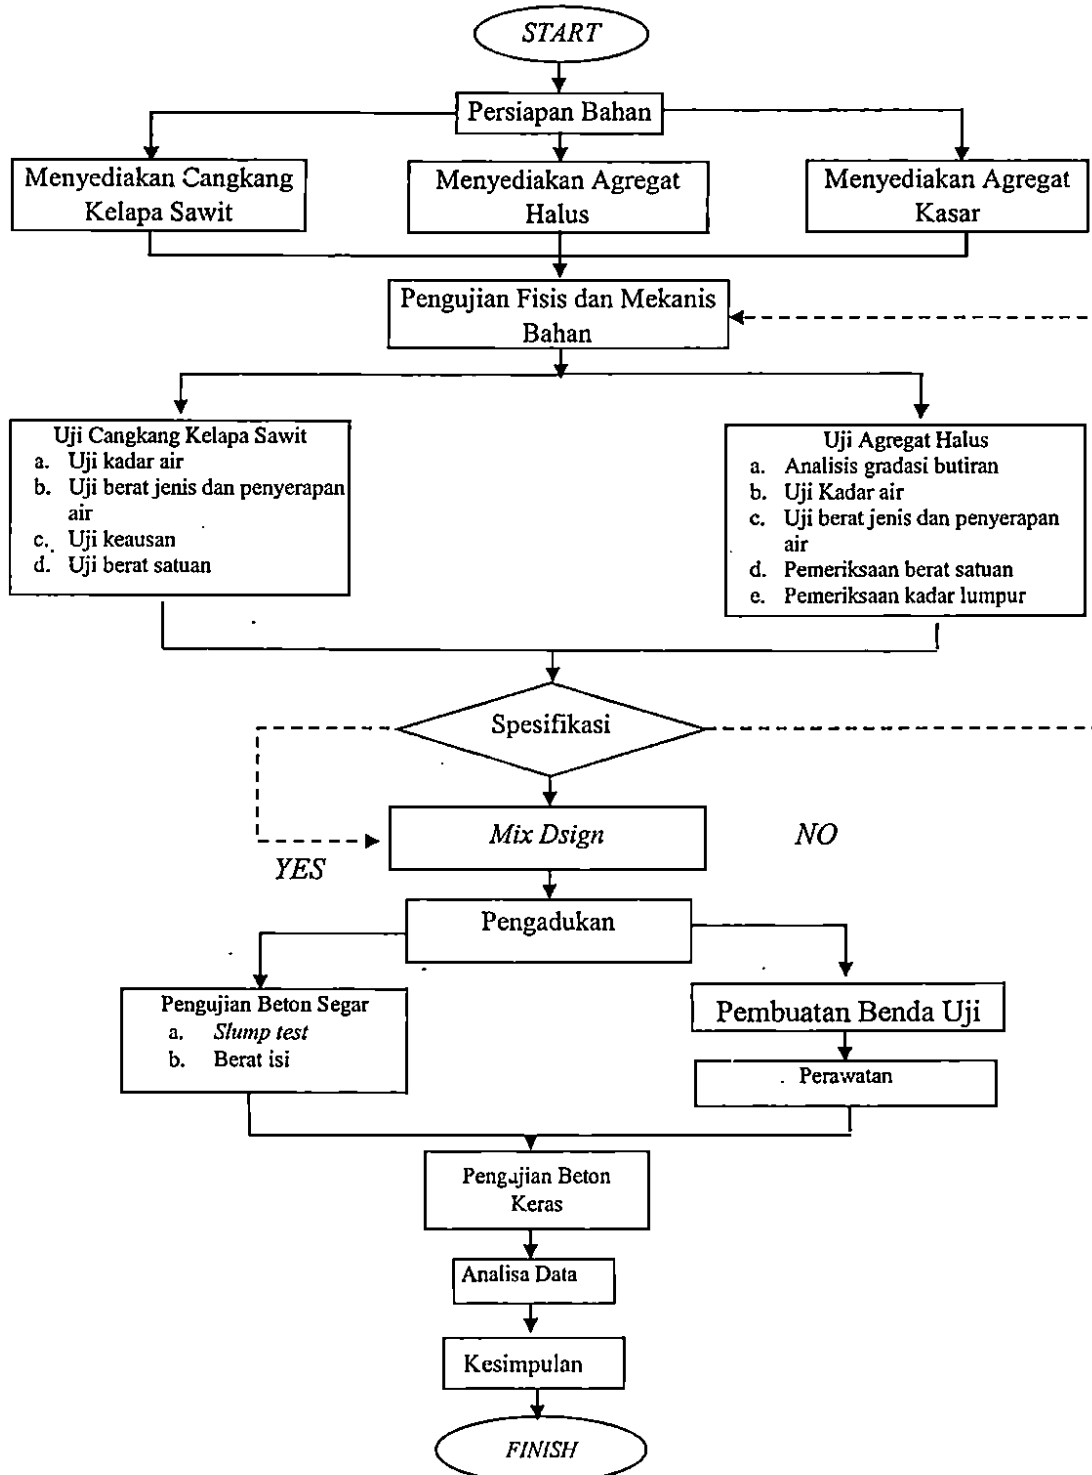 START
Persiapan Bahan
Menyediakan Cangkang
Kelapa Sawit
Menyediakan Agregat
Halus
Menyediakan Agregat
Kasar
Pengujian Fisis dan Mekanis
Bahan
Uji Cangkang Kelapa Sawit
a. Uji kadar air
b. Uji berat jenis dan penyerapan
air
c. Uji keausan
d. Uji berat satuan
Uji Agregat Halus
a. Analisis gradasi butiran
b. Uji Kadar air
c. Uji berat jenis dan penyerapan
air
d. Pemeriksaan berat satuan
e. Pemeriksaan kadar lumpur
Spesifikasi
Mix Dsign
NO
YES
Pengadukan
Pengujian Beton Segar
a. Slump test
b. Berat isi
Pembuatan Benda Uji
Perawatan
Pengujian Beton
Keras
Analisa Data
Kesimpulan
FINISH